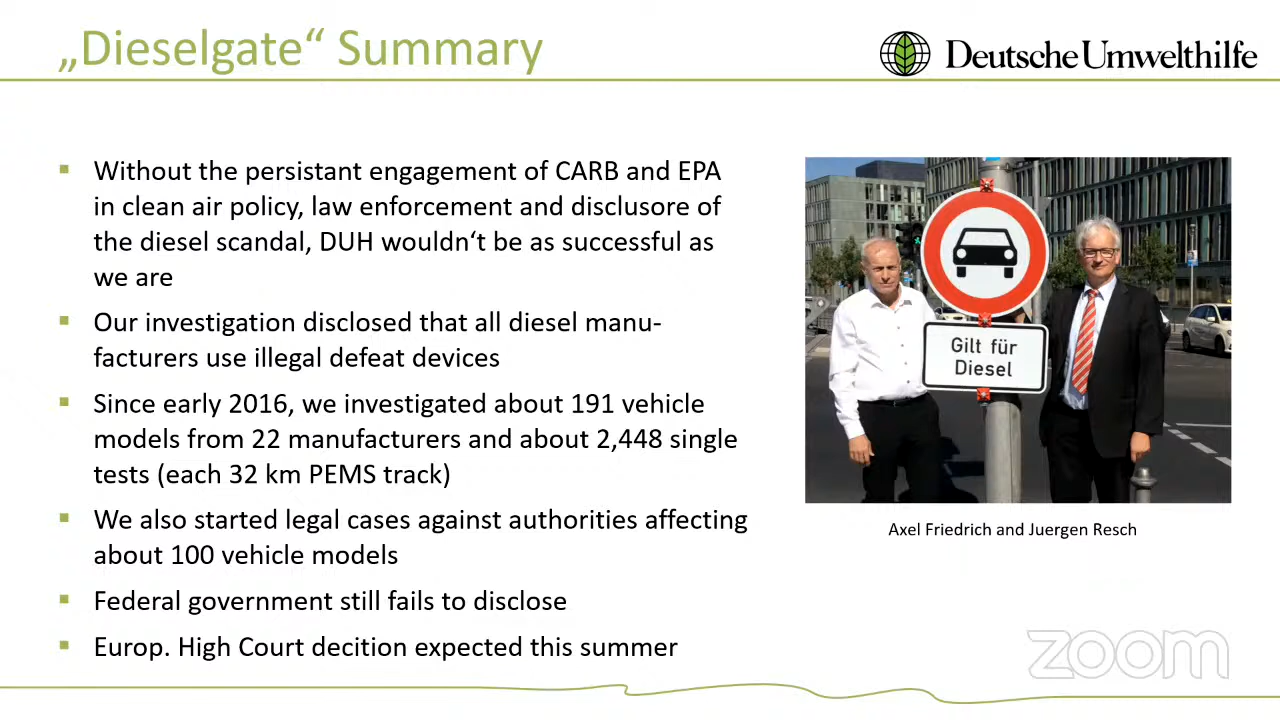 „Dieselgate“ Summary
Deutsche Umwelthilfe
Without the persistant engagement of CARB and EPA
in clean air policy, law enforcement and disclusore of
the diesel scandal, DUH wouldn‘t be as successful as
we are
Our investigation disclosed that all diesel manu-
facturers use illegal defeat devices
Since early 2016, we investigated about 191 vehicle
models from 22 manufacturers and about 2,448 single
tests (each 32 km PEMS track)
We also started legal cases against authorities affecting
about 100 vehicle models
Federal government still fails to disclose
Europ. High Court decition expected this summer
Gilt für
Diesel
Axel Friedrich and Juergen Resch
zoom